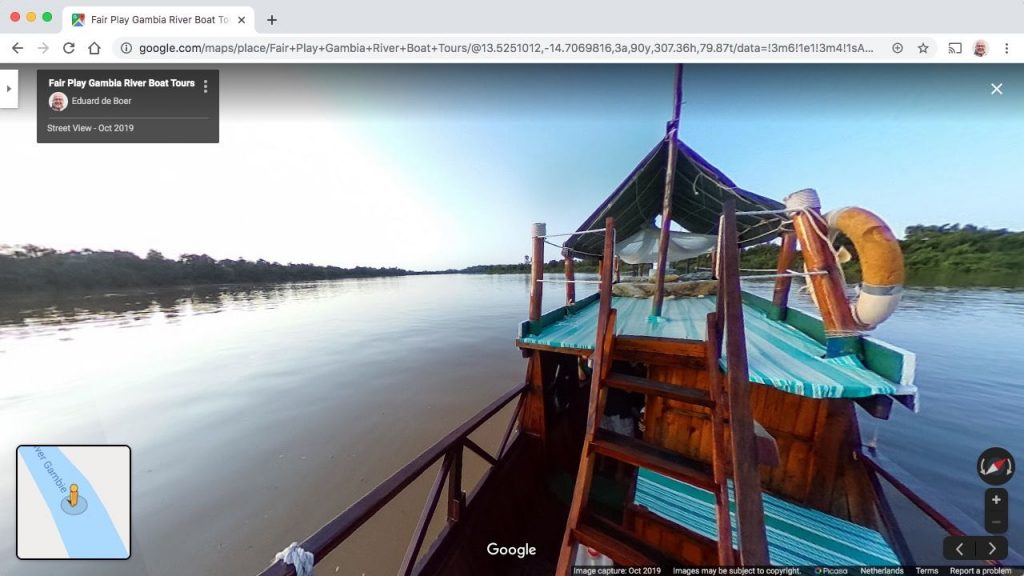 Fair Play Gambia River Boat To
google.com/maps/place/Fair+Play+Gambia+River+Boat+Tours/@13.5251012,-14.7069816,3a,90y,307.36h,79.87t/data=!3m6!1e1!3m4!1sA...
Fair Play Gambia River Boat Tours
Eduard de Boer
Street View - Oct 2019
ver Gambie
Google
Image capture: Oct 2019 Images may be subject to copyright. Picasa Netherlands Terms Report a problem